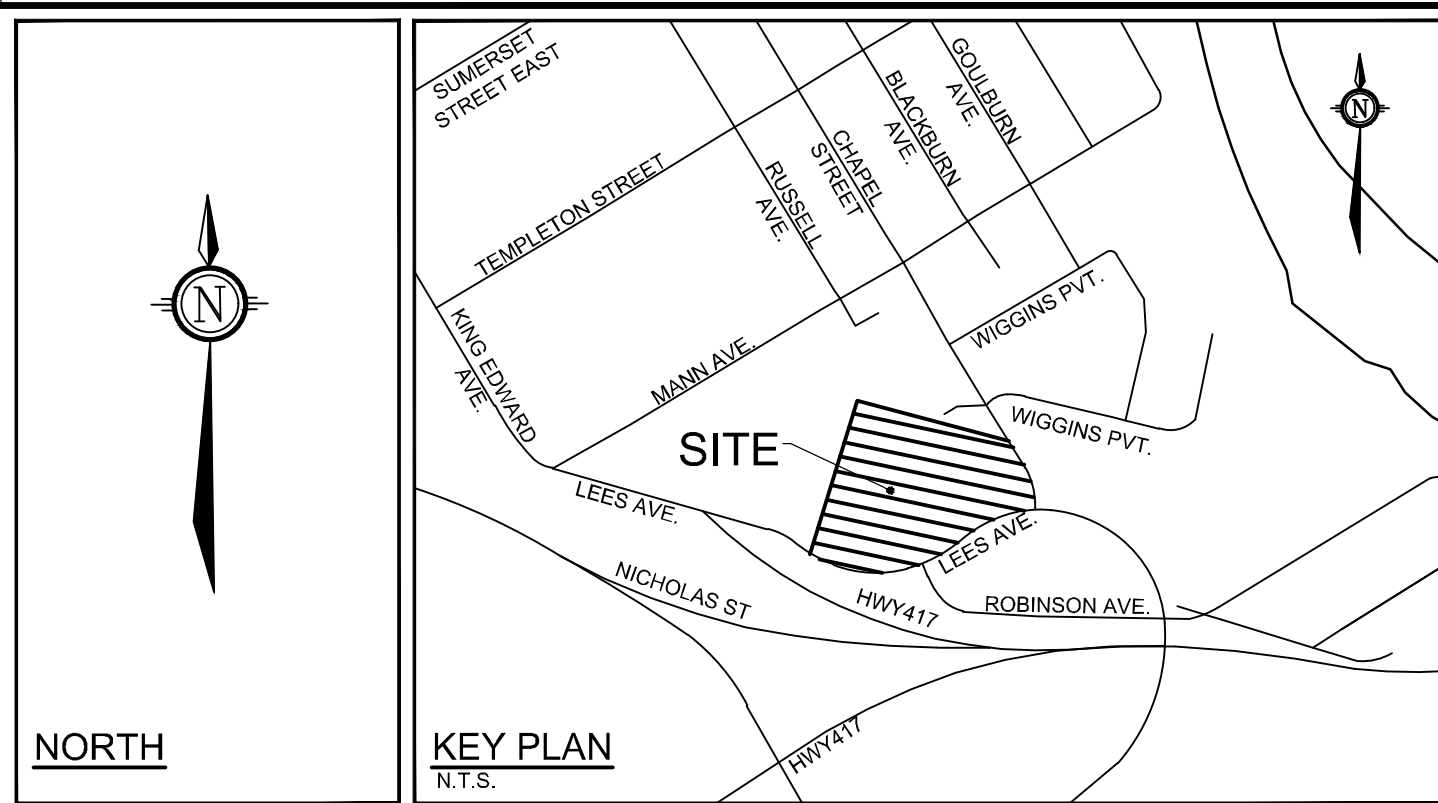 N
NORTH
SUMERSET
STREET EAST
GOULBURN
AVE.
BLACKBURN
AVE.
N
CHAPEL
STREET
RUSSELL
AVE.
TEMPLETON STREET
WIGGINS PVT.
KING EDWARD
AVE.
MANN AVE.
WIGGINS PVT.
SITE
LEES AVE.
LEES AVE.
NICHOLAS ST
HWY417
ROBINSON AVE.
HWY417
KEY PLAN
N.T.S.